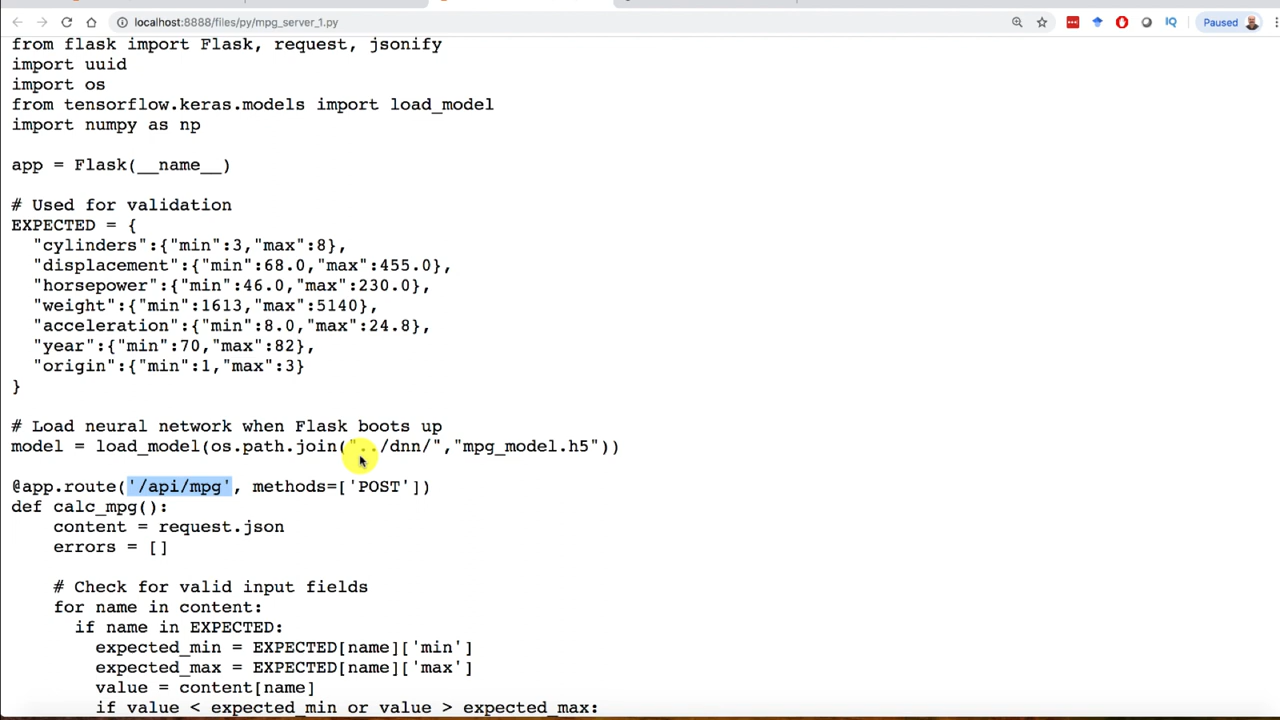 localhost:8888/files/py/mpg_server_1.py
IQ
Paused
from flask import Flask, request, jsonify
import uuid
import os
from tensorflow.keras.models import load_model
import numpy as np
app = Flask(__name__)
# Used for validation
EXPECTED = {
  "cylinders":{"min":3,"max":8},
  "displacement":{"min":68.0,"max":455.0},
  "horsepower":{"min":46.0,"max":230.0},
  "weight":{"min":1613,"max":5140},
  "acceleration":{"min":8.0,"max":24.8},
  "year":{"min":70,"max":82},
  "origin":{"min":1,"max":3}
}
# Load neural network when Flask boots up
model = load_model(os.path.join("../dnn/","mpg_model.h5"))
@app.route('/api/mpg', methods=['POST'])
def calc_mpg():
    content = request.json
    errors = []
    # Check for valid input fields
    for name in content:
      if name in EXPECTED:
        expected_min = EXPECTED[name]['min']
        expected_max = EXPECTED[name]['max']
        value = content[name]
        if value < expected_min or value > expected_max: